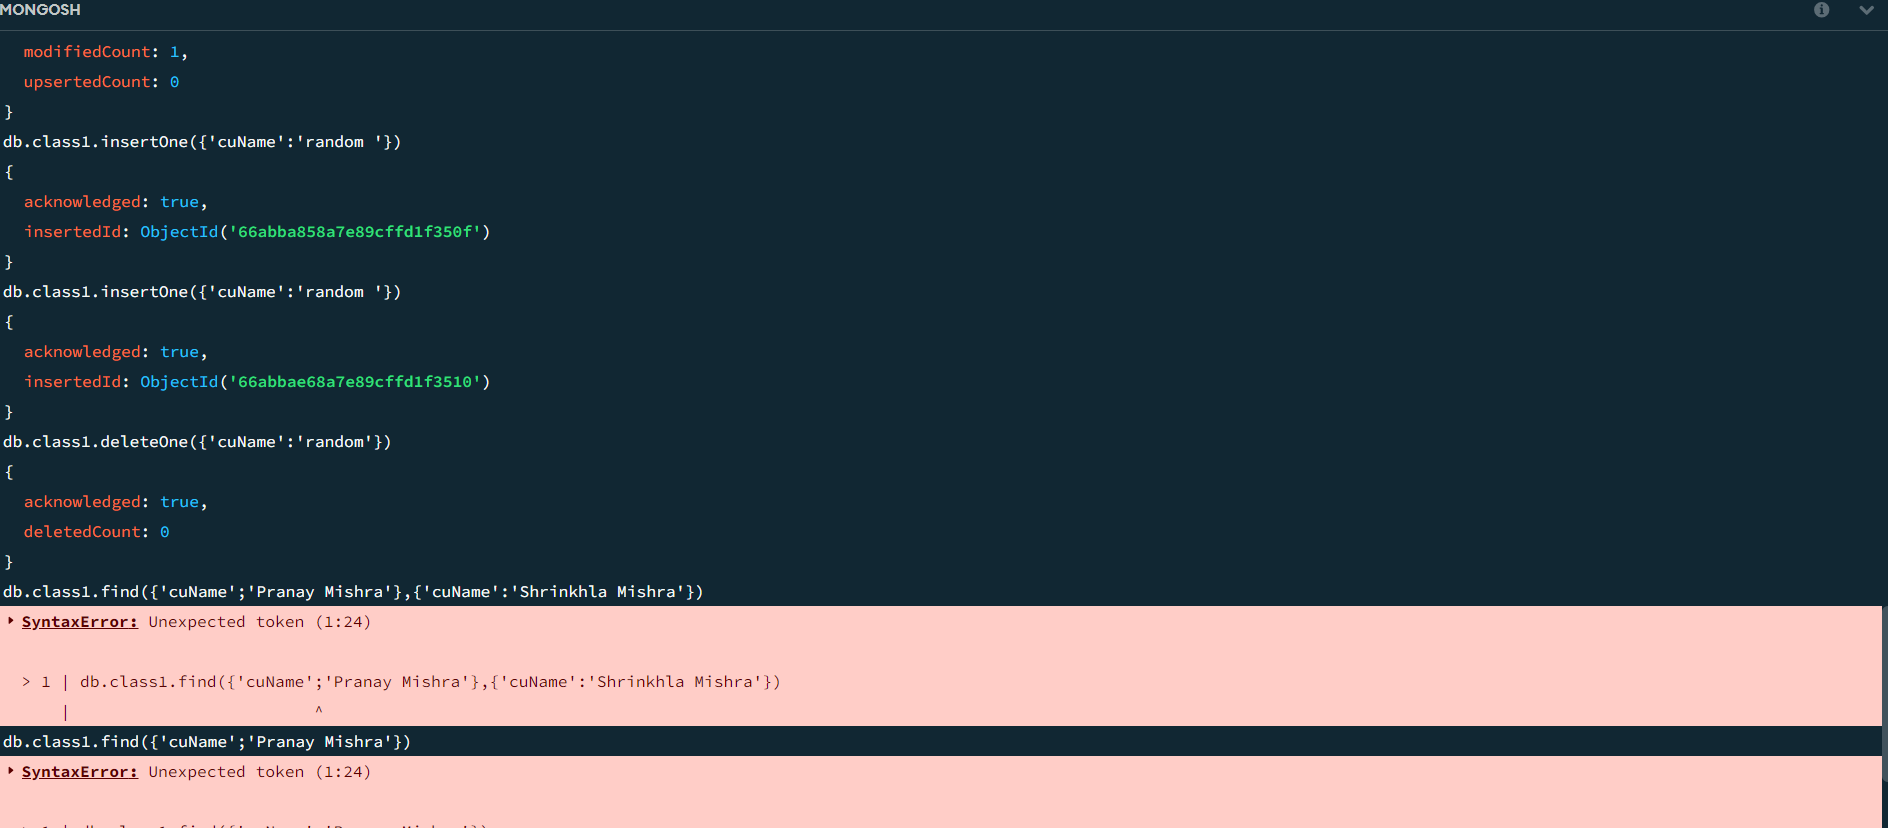 MONGOSH
modifiedCount: 1,
upsertedCount: 0
}
db.class1.insertOne({'cuName':'random '})
{
acknowledged: true,
insertedId: ObjectId('66abba858a7e89cffd1f350f')
}
db.class1.insertOne({'cuName':'random '})
{
acknowledged: true,
insertedId: ObjectId('66abbae68a7e89cffd1f3510')
}
db.class1.deleteOne({'cuName':'random'})
{
acknowledged: true,
deletedCount: 0
}
db.class1.find({'cuName';'Pranay Mishra'},{'cuName':'Shrinkhla Mishra'})
SyntaxError: Unexpected token (1:24)
> 1 | db.class1.find({'cuName';'Pranay Mishra'},{'cuName':'Shrinkhla Mishra'})
| ^
db.class1.find({'cuName';'Pranay Mishra'})
SyntaxError: Unexpected token (1:24)